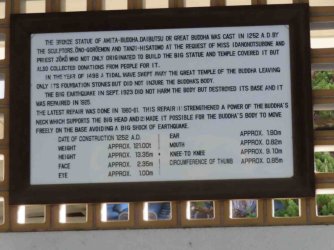 THE BRONZE STATUE OF AMITA-BUDDHA, DAIBUTSU OR GREAT BUDDHA WAS CAST IN 1252 A.D. BY
THE SCULPTORS, ŌNO-GOROEMON AND TANZI-HISATOMO AT THE REQUEST OF MISS IDANONOTSUBONE AND
PRIEST JŌKŌ WHO NOT ONLY ORIGINATED TO BUILD THE BIG STATUE AND TEMPLE COVERED IT BUT
ALSO COLLECTED DONATIONS FROM PEOPLE FOR IT.
IN THE YEAR OF 1498 A TIDAL WAVE SWEPT AWAY THE GREAT TEMPLE OF THE BUDDHA LEAVING
ONLY ITS FOUNDATION STONES BUT DID NOT INJURE THE BUDDHA'S BODY.
THE BIG EARTHQUAKE IN SEPT. 1923 DID NOT HARM THE BODY BUT DESTROYED ITS BASE AND IT
WAS REPAIRED IN 1925.
THE LATEST REPAIR WAS DONE IN 1960-61. THIS REPAIR IT STRENGTHENED A POWER OF THE BUDDHA'S
NECK WHICH SUPPORTS THE BIG HEAD AND IT MADE IT POSSIBLE FOR THE BUDDHA'S BODY TO MOVE
FREELY ON THE BASE AVOIDING A BIG SHOCK OF EARTHQUAKE.
DATE OF CONSTRUCTION 1252 A.D.
WEIGHT APPROX. 121.00t
HEIGHT APPROX. 13.35m
FACE APPROX. 2.35m
EYE APPROX. 1.00m
EAR APPROX. 1.90m
MOUTH APPROX. 0.82m
KNEE-TO-KNEE APPROX. 9.10m
CIRCUMFERENCE OF THUMB APPROX. 0.85m